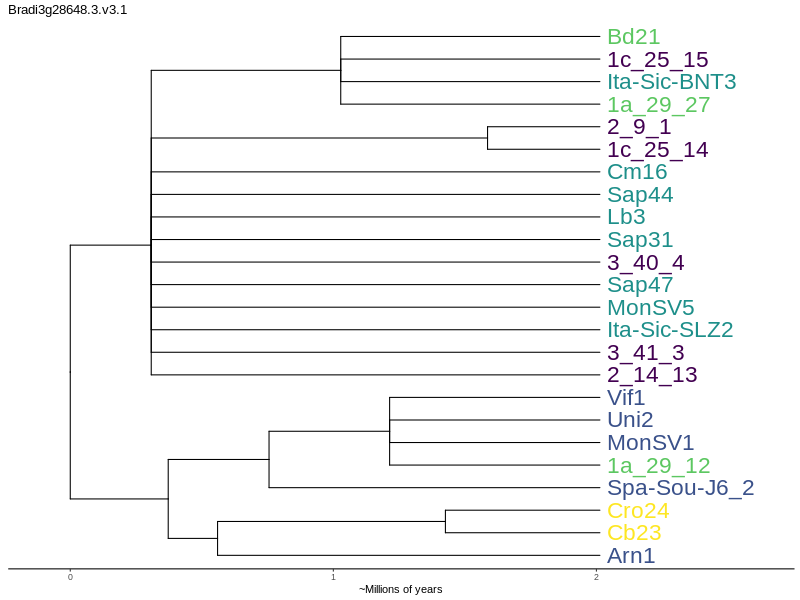 Bradi3g28648.3.v3.1
Bd21
1c_25_15
Ita-Sic-BNT3
1a_29_27
2_9_1
1c_25_14
Cm16
Sap44
Lb3
Sap31
3_40_4
Sap47
MonSV5
Ita-Sic-SLZ2
3_41_3
2_14_13
Vif1
Uni2
MonSV1
1a_29_12
Spa-Sou-J6_2
Cro24
Cb23
Arn1
0 1 2
~Millions of years